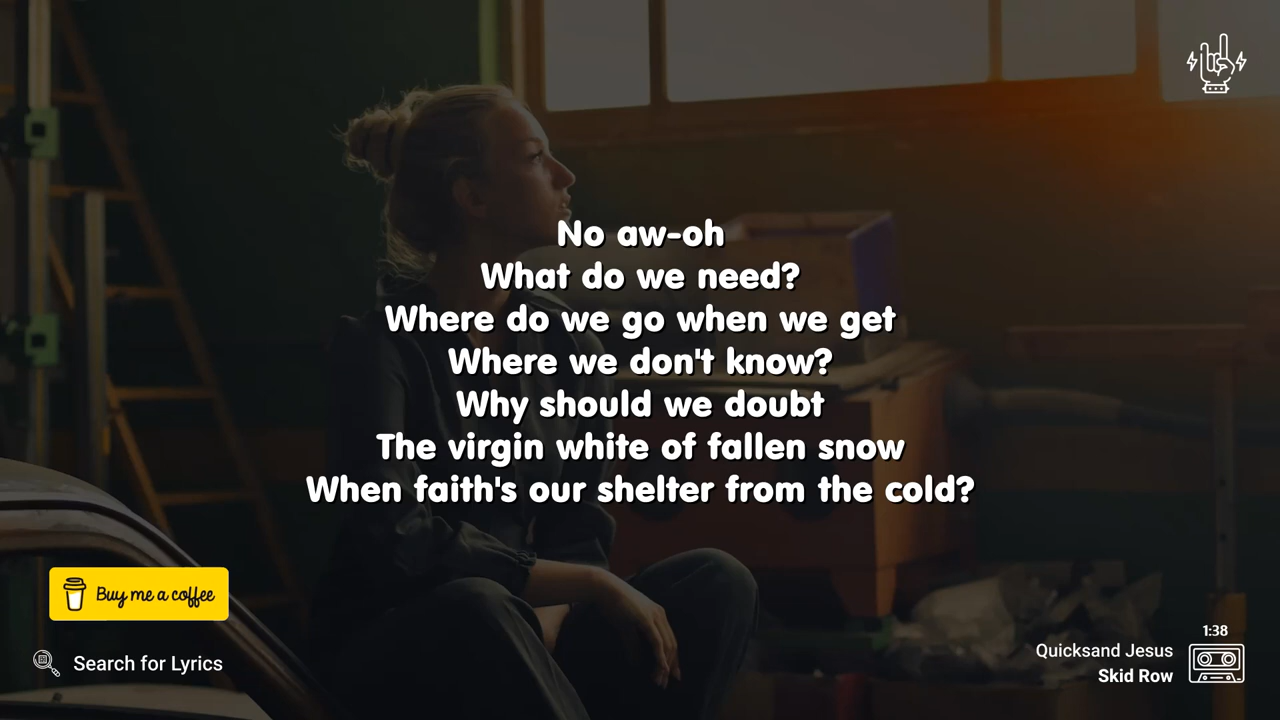 No aw-oh
What do we need?
Where do we go when we get
Where we don't know?
Why should we doubt
The virgin white of fallen snow
When faith's our shelter from the cold?
Buy me a coffee
Search for Lyrics
1:38
Quicksand Jesus
Skid Row